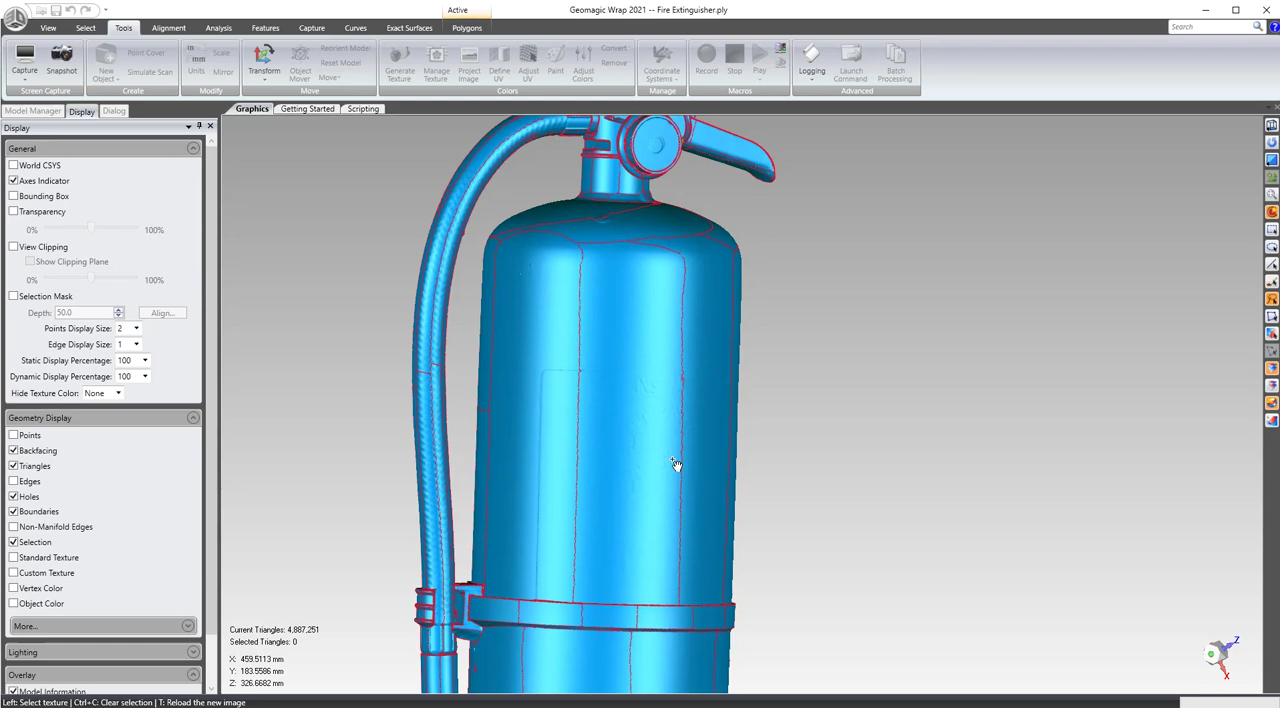 Active
Geomagic Wrap 2021 -- Fire Extinguisher.ply
View Select Tools Alignment Analysis Features Capture Curves Exact Surfaces Polygons
Search
Capture
Snapshot
Screen Capture
New Object
Point Cover
Simulate Scan
Create
mm
Units
Scale
Mirror
Modify
Transform
Object Mover
Reorient Model
Reset Model
Move
Move
Generate Texture
Manage Texture
Project Image
Define UV
Adjust UV
Paint
Adjust Colors
Convert
Remove
Colors
Coordinate Systems
Manage
Record
Stop
Play
Macros
Logging
Launch Command
Batch Processing
Advanced
Model Manager Display Dialog
Graphics Getting Started Scripting
Display
General
World CSYS
Axes Indicator
Bounding Box
Transparency
0% 100%
View Clipping
Show Clipping Plane
0% 100%
Selection Mask
Depth: 50.0 Align...
Points Display Size: 2
Edge Display Size: 1
Static Display Percentage: 100
Dynamic Display Percentage: 100
Hide Texture Color: None
Geometry Display
Points
Backfacing
Triangles
Edges
Holes
Boundaries
Non-Manifold Edges
Selection
Standard Texture
Custom Texture
Vertex Color
Object Color
More...
Lighting
Overlay
Model Information
Current Triangles: 4,887,251
Selected Triangles: 0
X: 459.5113 mm
Y: 183.5586 mm
Z: 326.6682 mm
Z
X
Left: Select texture | Ctrl+C: Clear selection | T: Reload the new image